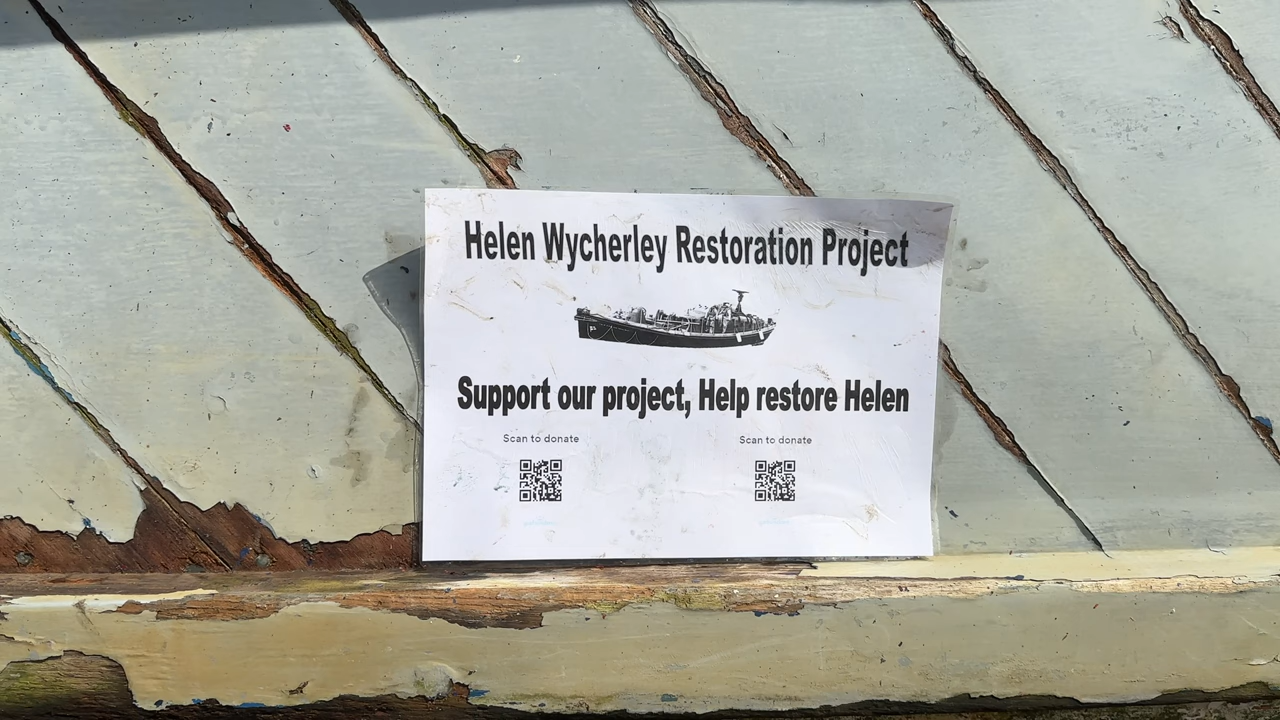 Helen Wycherley Restoration Project
Support our project, Help restore Helen
Scan to donate
Scan to donate